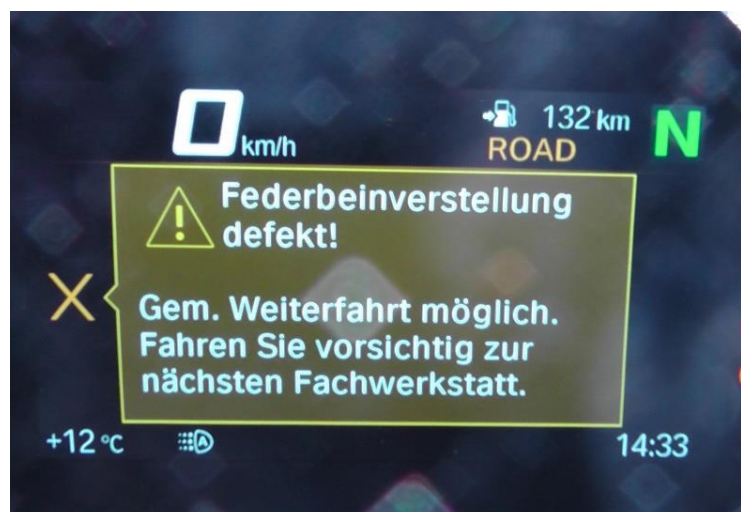 0 km/h
132 km
ROAD
N
Federbeinverstellung
defekt!
X
Gem. Weiterfahrt möglich.
Fahren Sie vorsichtig zur
nächsten Fachwerkstatt.
+12 °C
A
14:33